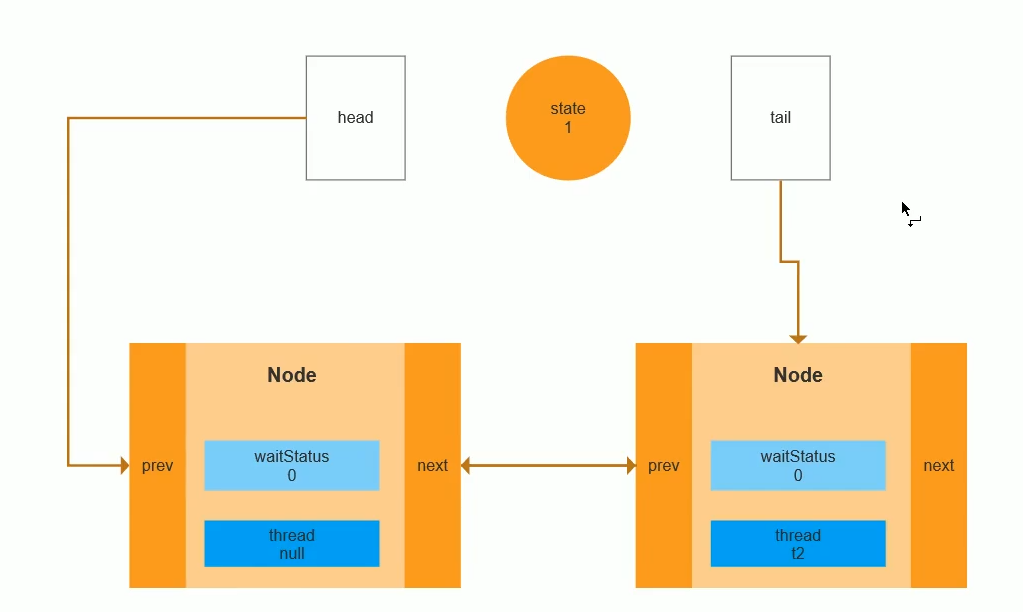 head
state
1
tail
Node
prev
waitStatus
0
thread
null
next
Node
prev
waitStatus
0
thread
t2
next